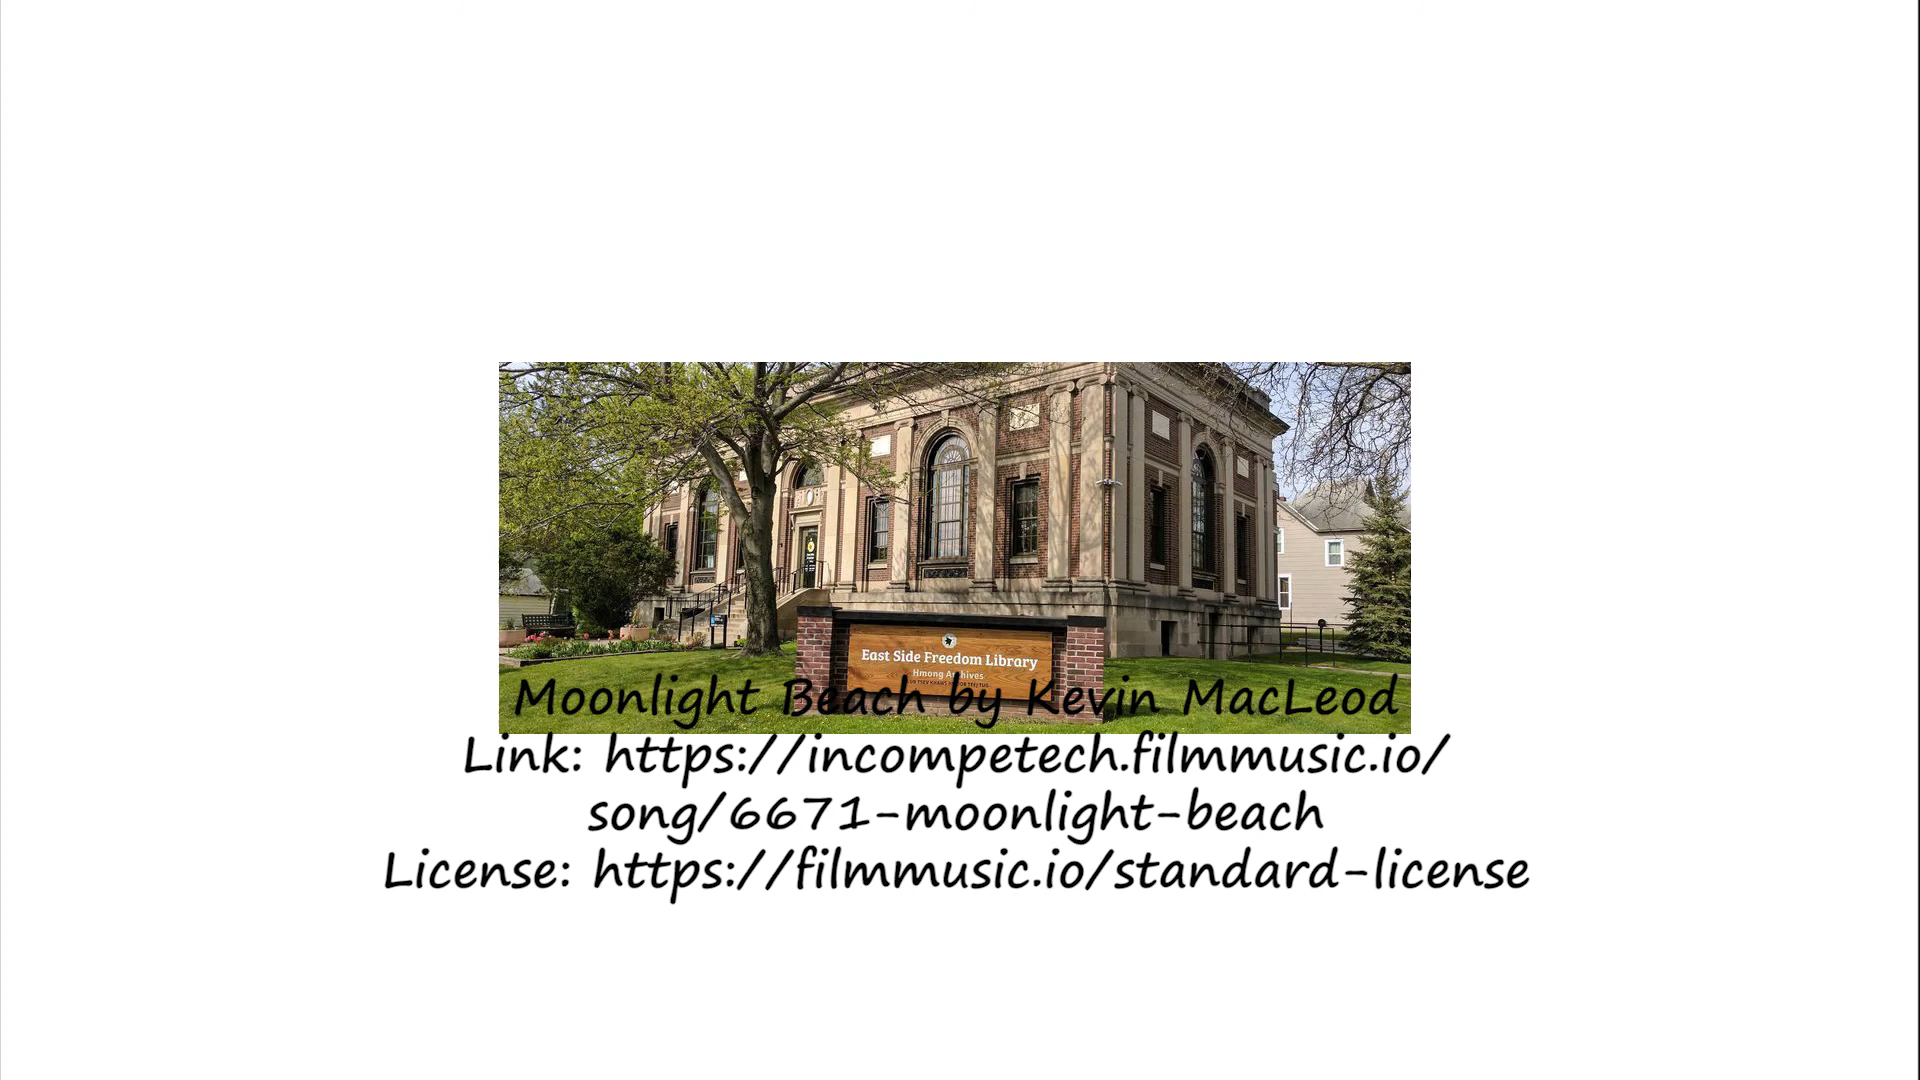 East Side Freedom Library
Hmong Archives
Moonlight Beach by Kevin MacLeod
Link: https://incompetech.filmmusic.io/
song/6671-moonlight-beach
License: https://filmmusic.io/standard-license